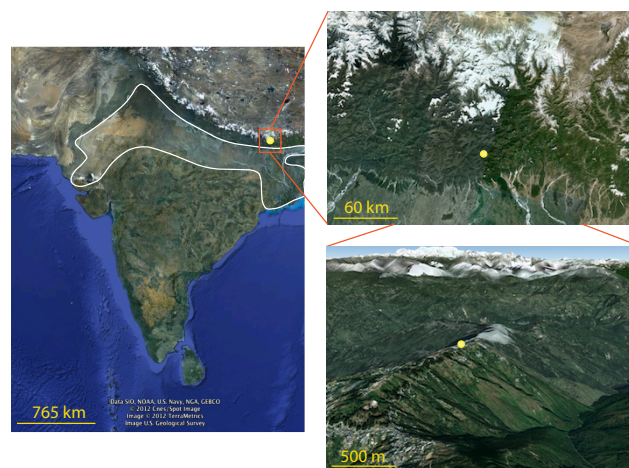 60 km
Data SIO, NOAA, U.S. Navy, NGA, GEBCO
© 2012 Cnes, Spot Image
Image © 2012 TerraMetrics
Image U.S. Geological Survey
765 km
500 m